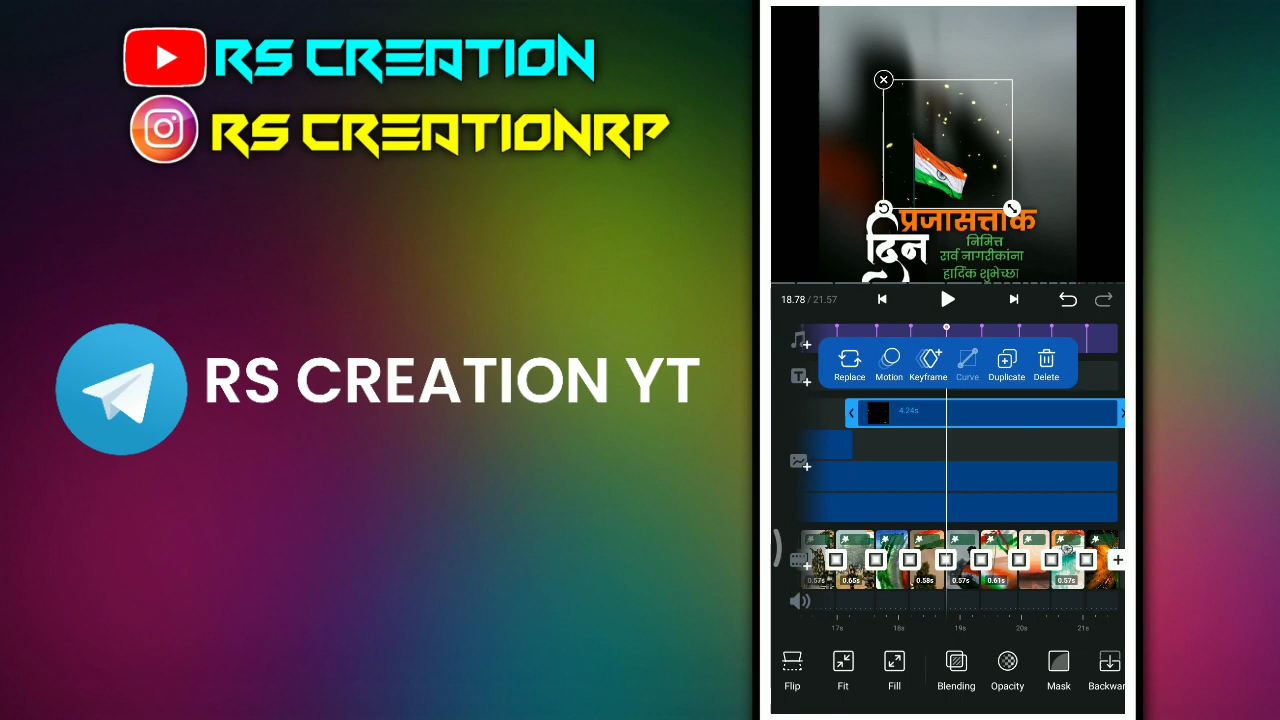 RS CREATION
RS CREATIONRP
RS CREATION YT
प्रजासत्ताक
दिन
निमित्त
सर्व नागरीकांना
हार्दिक शुभेच्छा
18.78 / 21.57
Replace Motion Keyframe Curve Duplicate Delete
4.24s
0.57s 0.65s 0.58s 0.57s 0.61s 0.57s
17s 18s 19s 20s 21s
Flip Fit Fill Blending Opacity Mask Backwar